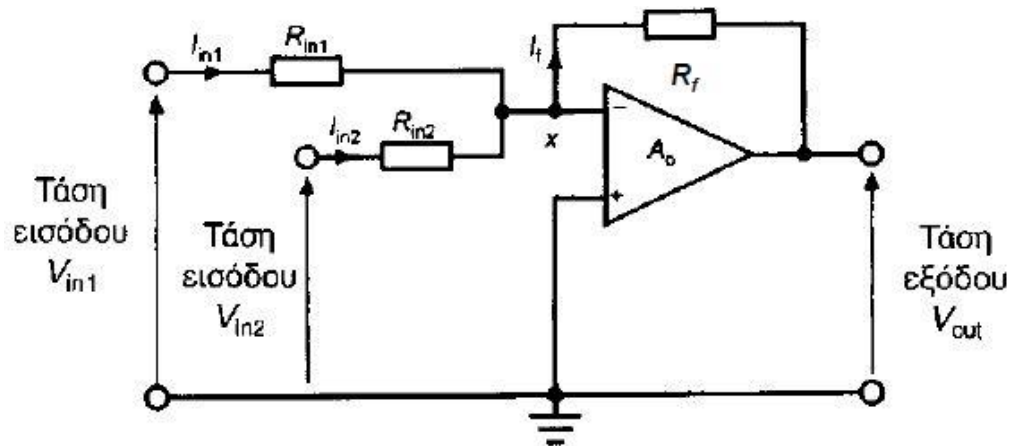 I_in1
R_in1
I_f
R_f
I_in2
R_in2
x
−
A_o
+
Τάση
εισόδου
V_in1
Τάση
εισόδου
V_in2
Τάση
εξόδου
V_out